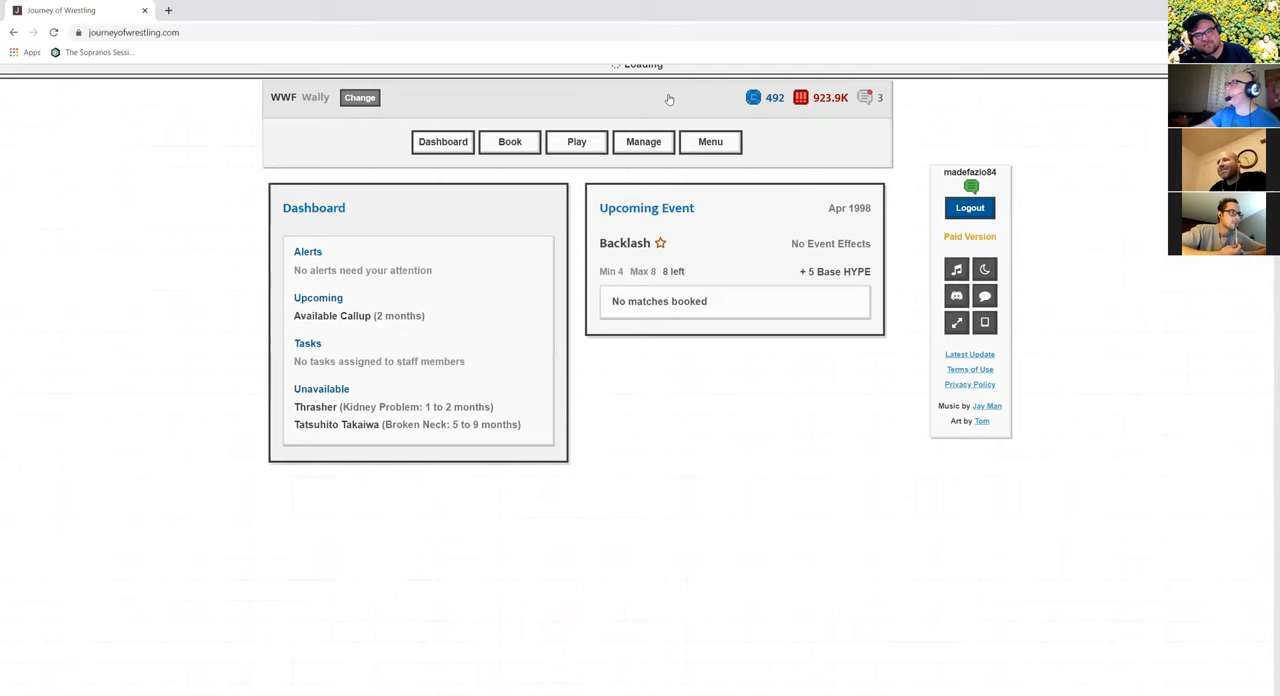 Journey of Wrestling
journeyofwrestling.com
Apps The Sopranos Sessi...
Loading
WWF Wally Change 492 923.9K 3
Dashboard Book Play Manage Menu
Dashboard
Alerts
No alerts need your attention
Upcoming
Available Callup (2 months)
Tasks
No tasks assigned to staff members
Unavailable
Thrasher (Kidney Problem: 1 to 2 months)
Tatsuhito Takaiwa (Broken Neck: 5 to 9 months)
Upcoming Event Apr 1998
Backlash No Event Effects
Min 4 Max 8 8 left + 5 Base HYPE
No matches booked
madefazio84
Logout
Paid Version
Latest Update
Terms of Use
Privacy Policy
Music by Jay Man
Art by Tom